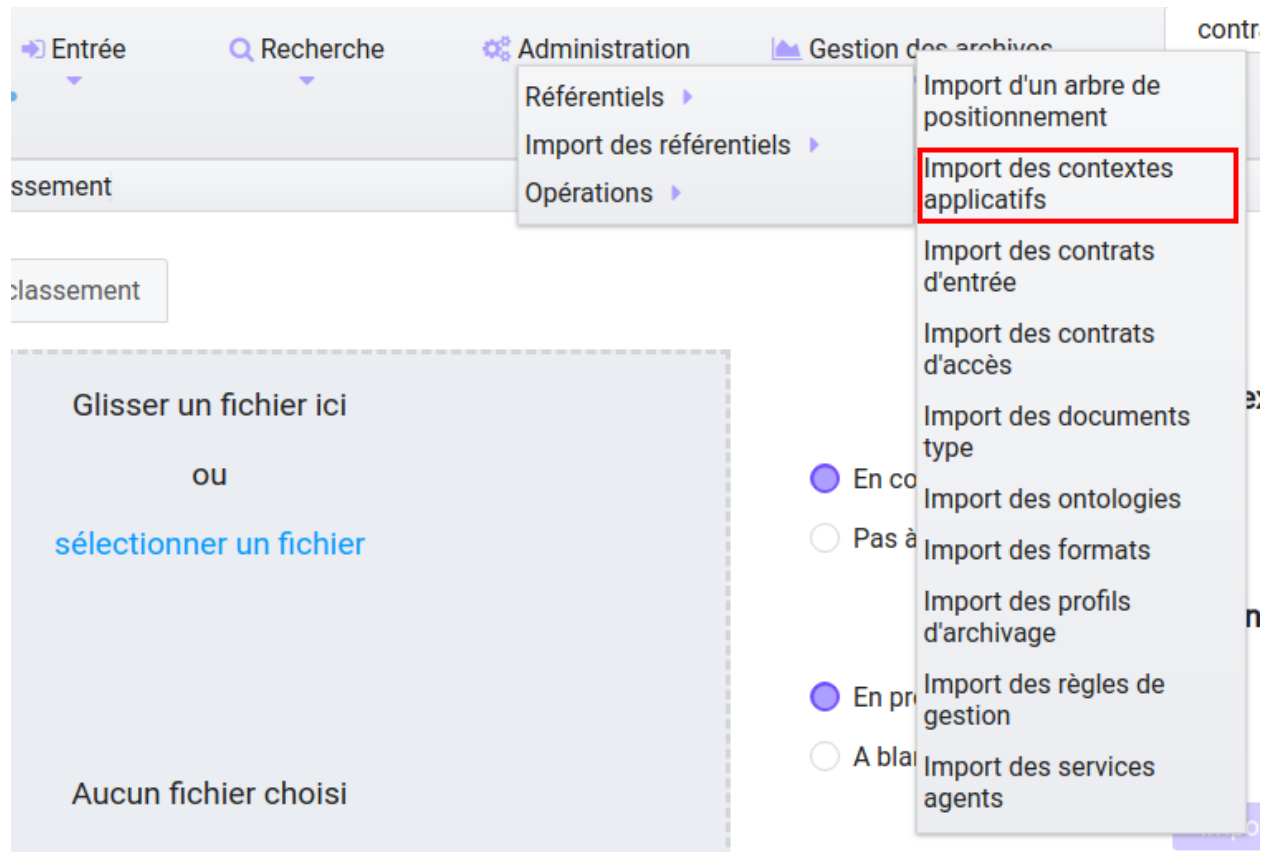 Entrée
Recherche
Administration
Gestion des archives
contr
Référentiels
Import des référentiels
Opérations
Import d'un arbre de
positionnement
Import des contextes
applicatifs
Import des contrats
d'entrée
Import des contrats
d'accès
Import des documents
type
Import des ontologies
Import des formats
Import des profils
d'archivage
Import des règles de
gestion
Import des services
agents
ssement
classement
Glisser un fichier ici
ou
sélectionner un fichier
Aucun fichier choisi
En co
Pas à
En pr
A bla